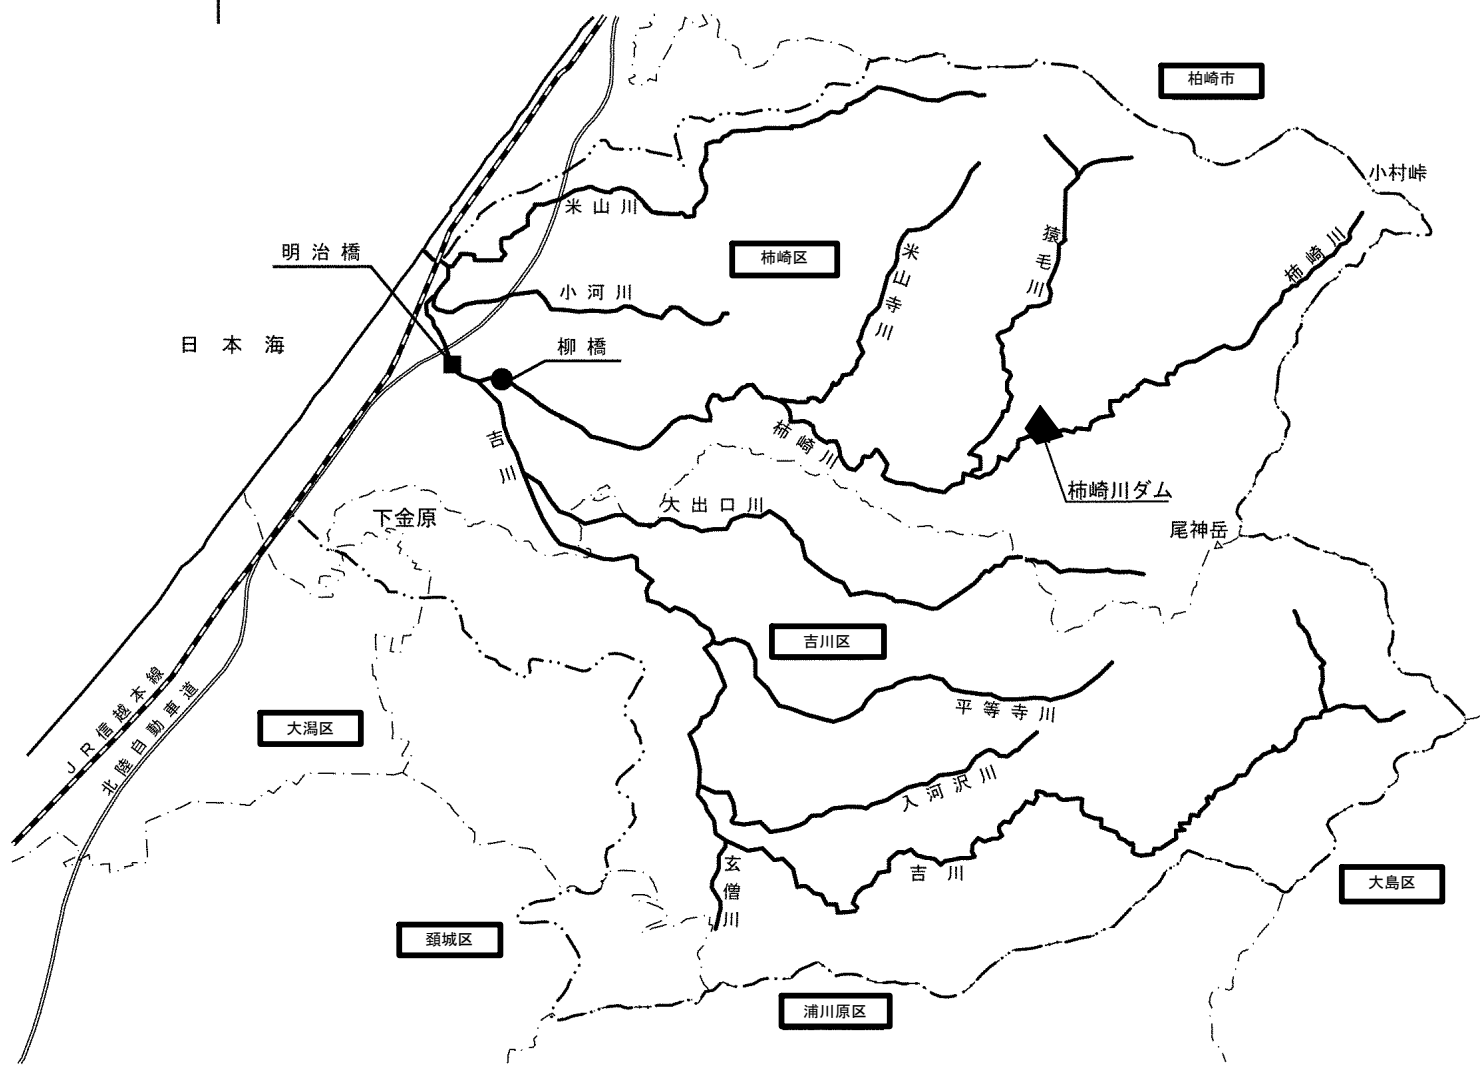 柏崎市
小村峠
米山川
明治橋
柿崎区
米山寺川
猿毛川
柿崎川
小河川
日本海
柳橋
吉川
柿崎川
柿崎川ダム
大出口川
下金原
尾神岳
吉川区
JR信越本線
北陸自動車道
大潟区
平等寺川
入河沢川
玄僧川
吉川
大島区
頚城区
浦川原区